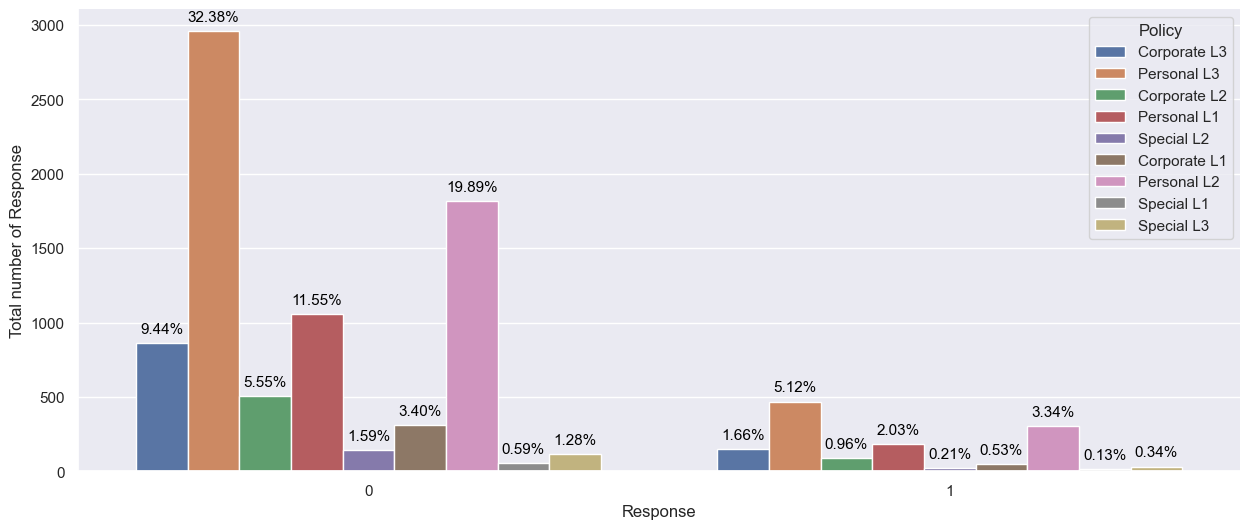 32.38%
3000
Policy
Corporate L3
Personal L3
Corporate L2
Personal L1
Special L2
Corporate L1
Personal L2
Special L1
Special L3
2500
2000
19.89%
1500
11.55%
1000
9.44%
5.55%
5.12%
500
3.40%
3.34%
1.59%
1.28%
0.59%
1.66%
0.96%
2.03%
0.21%
0.53%
0.13%
0.34%
0
0
1
Response
Total number of Response